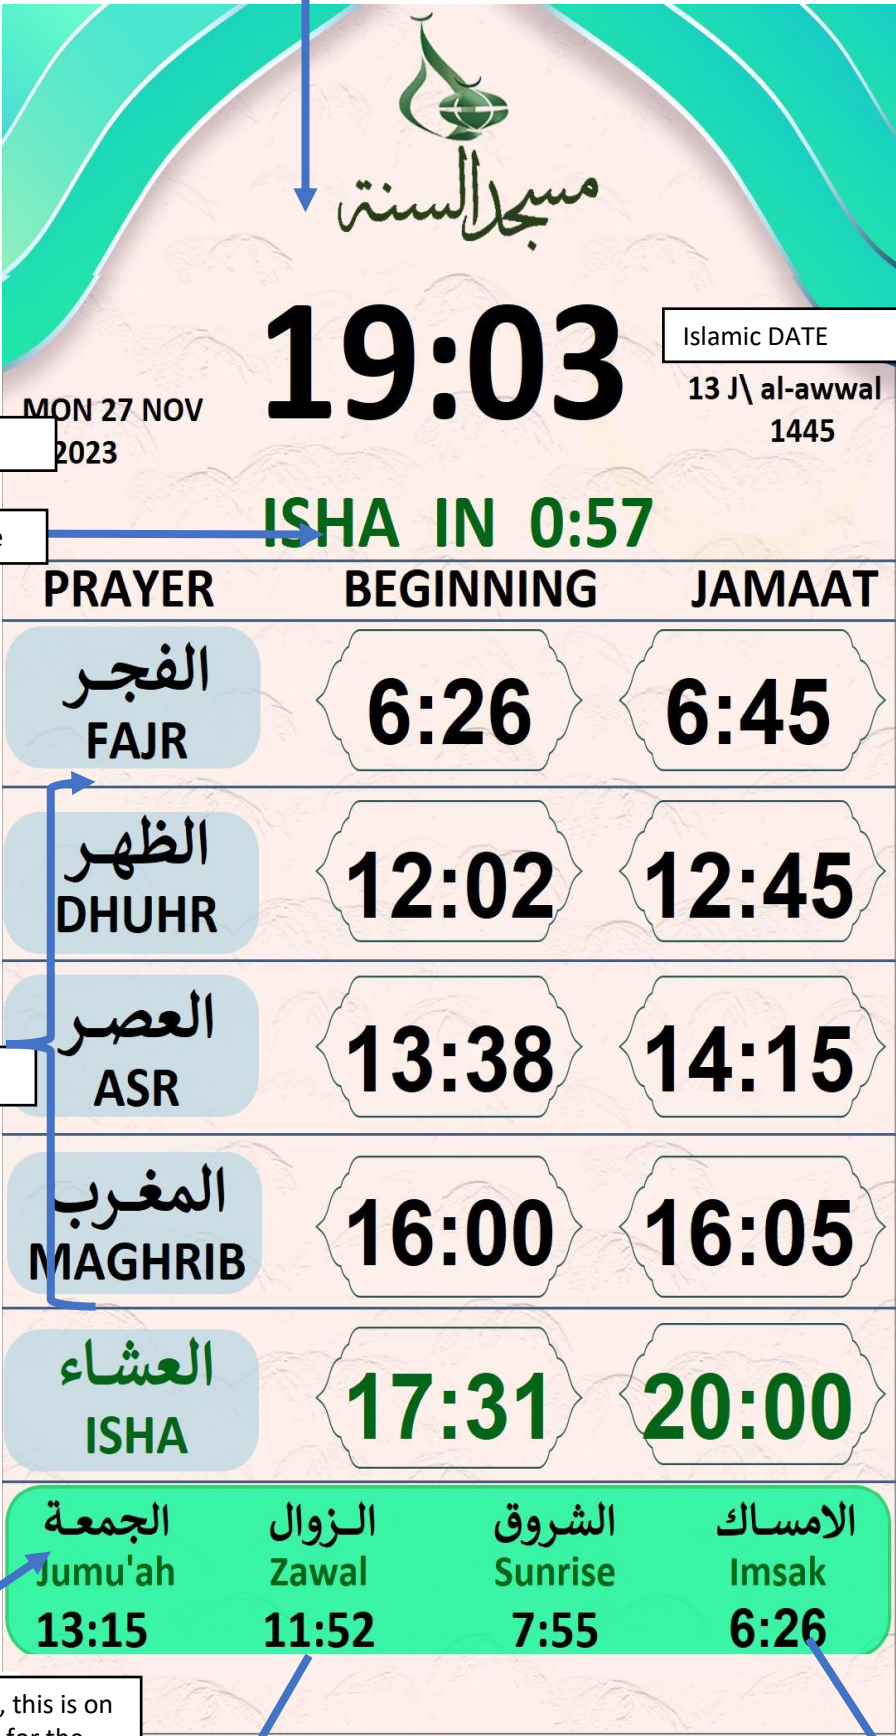 مسجد السنة
19:03
Islamic DATE
13 J\ al-awwal
1445
MON 27 NOV
2023
ISHA IN 0:57
PRAYER BEGINNING JAMAAT
الفجر
FAJR 6:26 6:45
الظهر
DHUHR 12:02 12:45
العصر
ASR 13:38 14:15
المغرب
MAGHRIB 16:00 16:05
العشاء
ISHA 17:31 20:00
الجمعة الزوال الشروق الامساك
Jumu'ah Zawal Sunrise Imsak
13:15 11:52 7:55 6:26
, this is on
for the